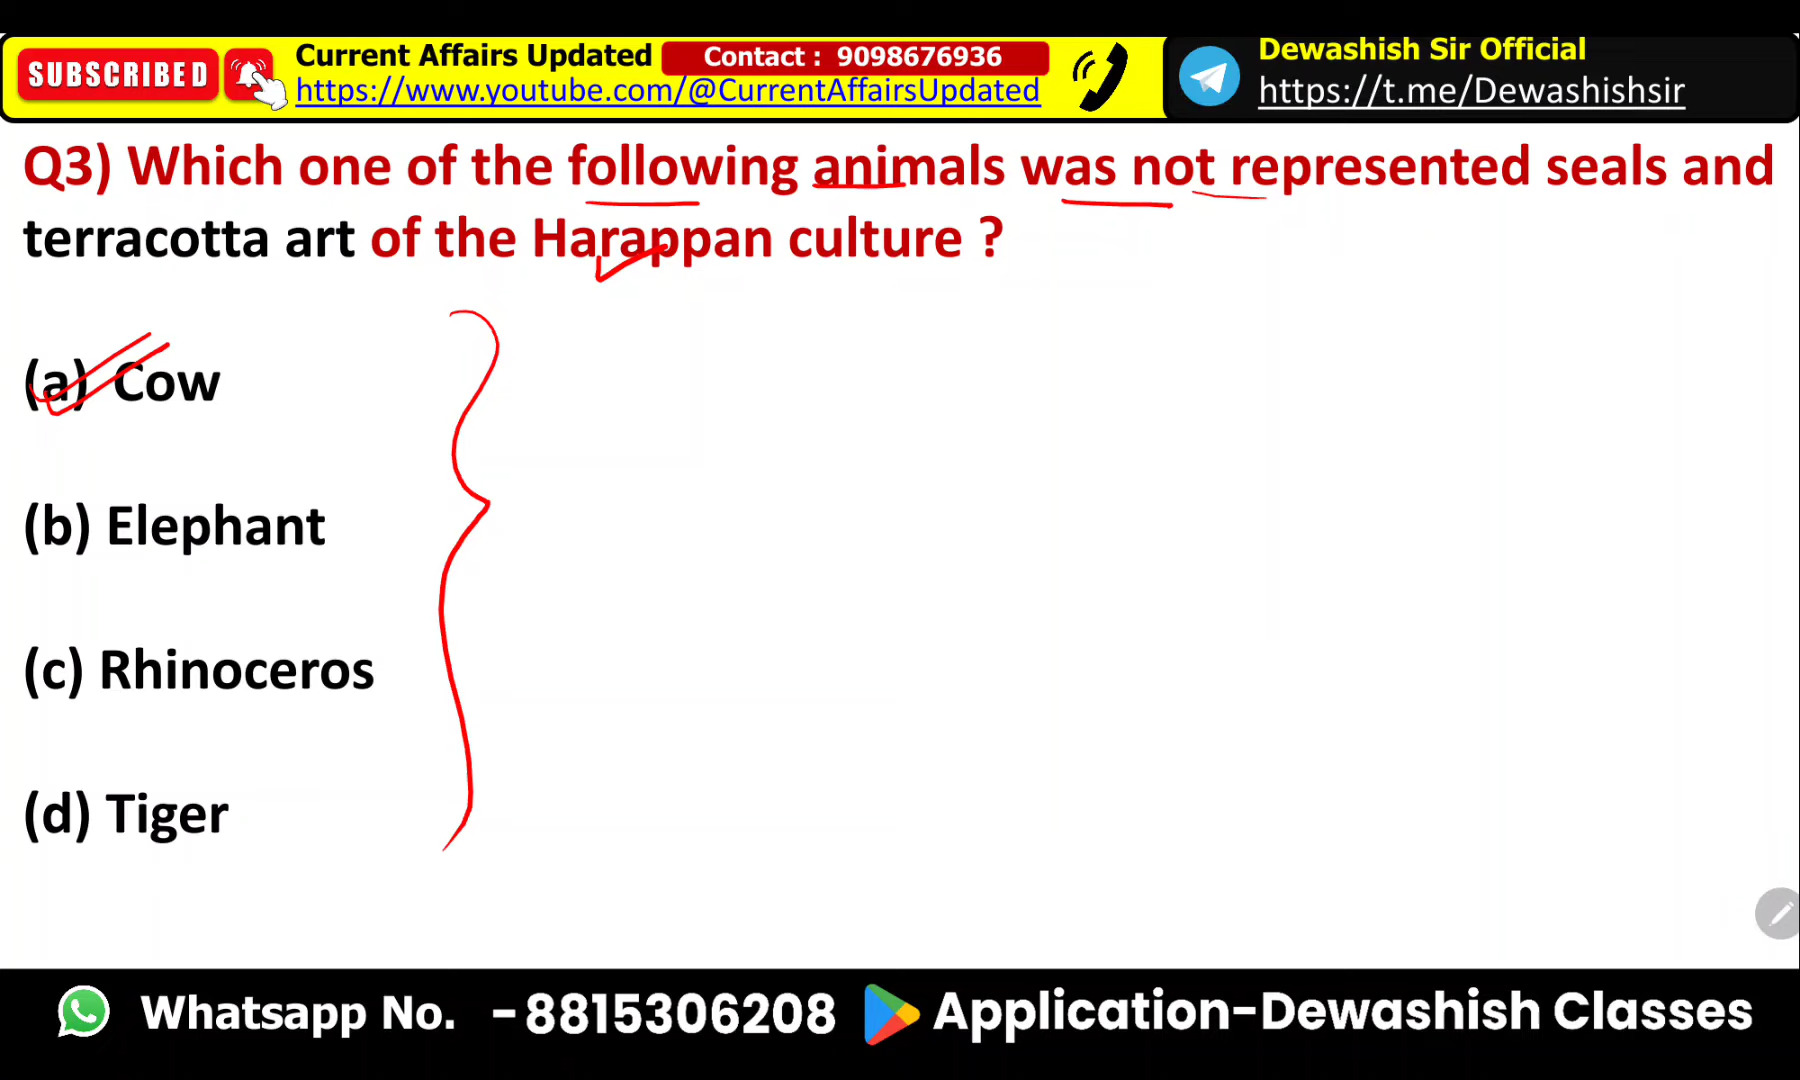 SUBSCRIBED
Current Affairs Updated
Contact : 9098676936
https://www.youtube.com/@CurrentAffairsUpdated
Dewashish Sir Official
https://t.me/Dewashishsir
Q3) Which one of the following animals was not represented seals and
terracotta art of the Harappan culture ?
(a) Cow
(b) Elephant
(c) Rhinoceros
(d) Tiger
Whatsapp No. -8815306208 Application-Dewashish Classes